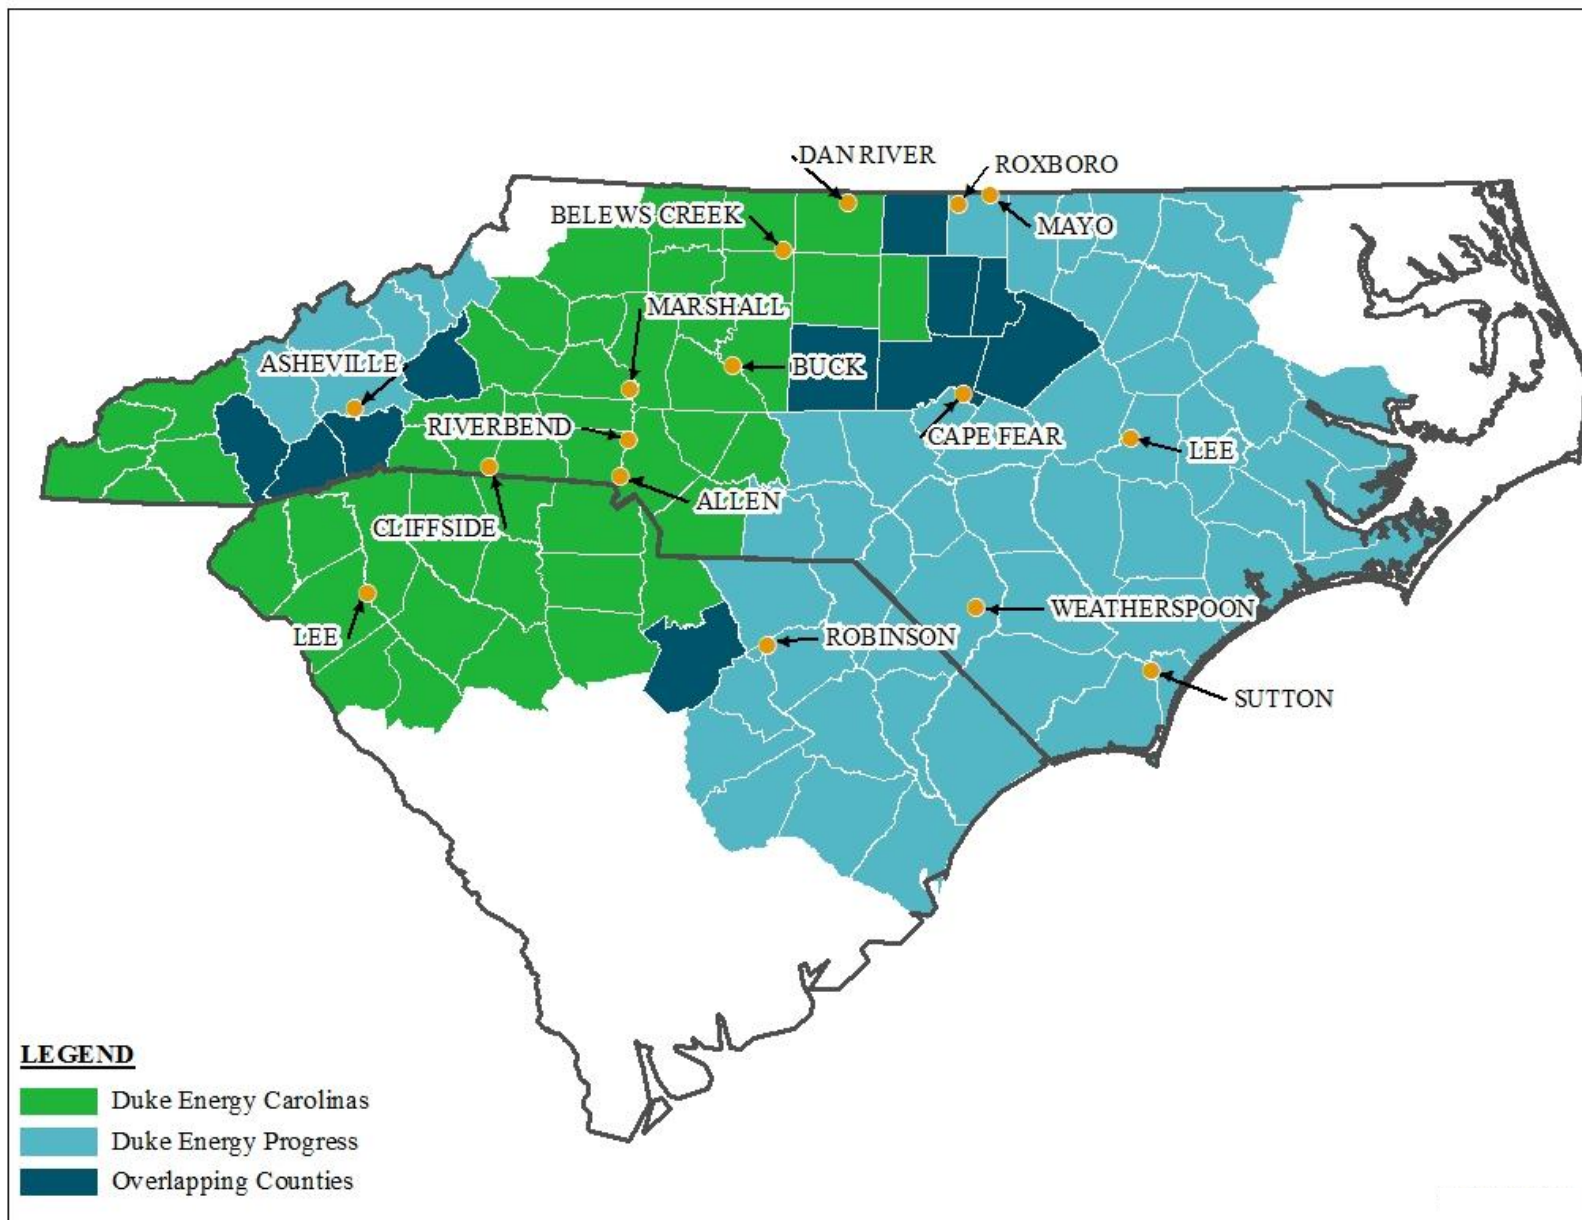 DAN RIVER
ROXBORO
BELEWS CREEK
MAYO
MARSHALL
ASHEVILLE
BUCK
RIVERBEND
CAPE FEAR
LEE
ALLEN
CLIFFSIDE
WEATHERSPOON
LEE
ROBINSON
SUTTON
LEGEND
Duke Energy Carolinas
Duke Energy Progress
Overlapping Counties